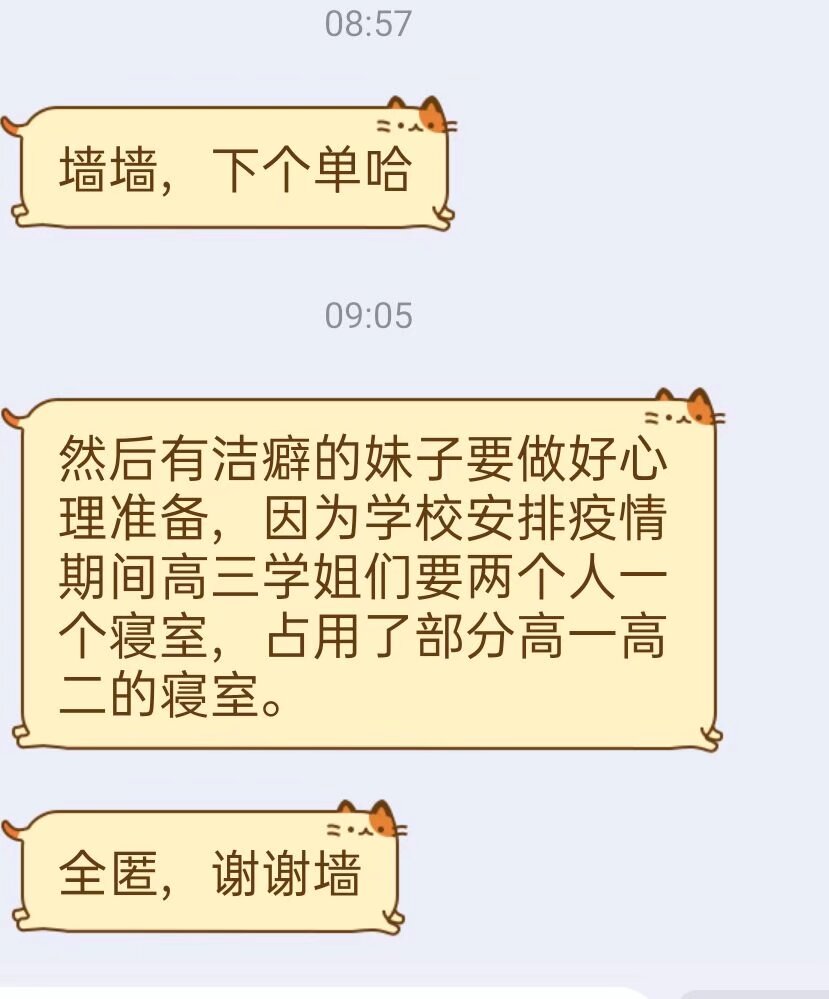 08:57
墙墙，下个单哈
09:05
然后有洁癖的妹子要做好心
理准备，因为学校安排疫情
期间高三学姐们要两个人一
个寝室，占用了部分高一高
二的寝室。
全匿，谢谢墙